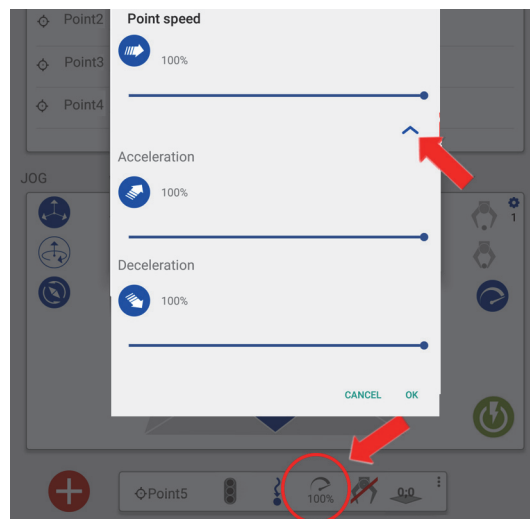 Point2
Point speed
100%
Point3
Point4
Acceleration
JOG
100%
1
Deceleration
100%
CANCEL OK
Point5
100%
0;0